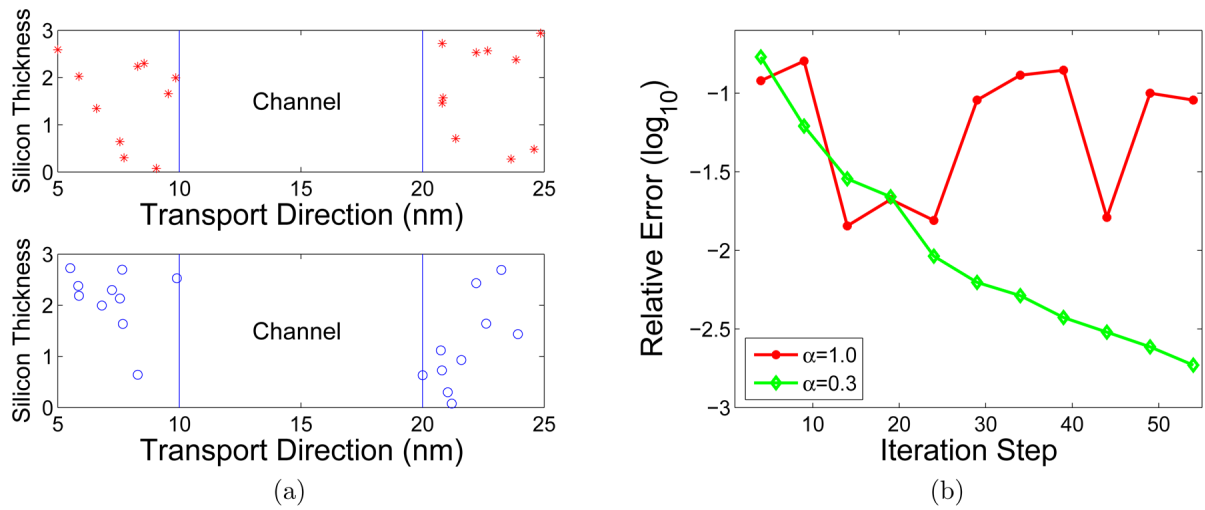 Silicon Thickness
3
2
1
0
Channel
5 10 15 20 25
Transport Direction (nm)
Silicon Thickness
3
2
1
0
Channel
5 10 15 20 25
Transport Direction (nm)
(a)
Relative Error (log10)
−1
−1.5
−2
−2.5
−3
α=1.0
α=0.3
10 20 30 40 50
Iteration Step
(b)